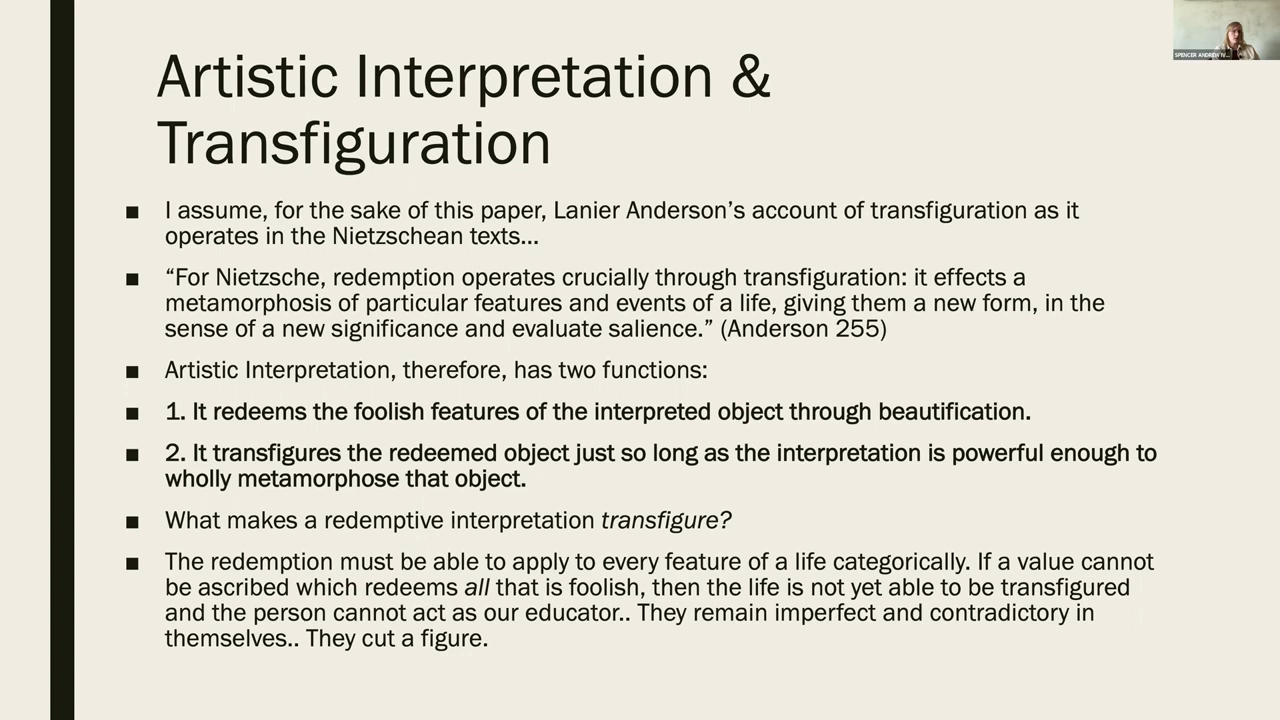 Artistic Interpretation &
Transfiguration
SPENCER ANDREW IV...
■ I assume, for the sake of this paper, Lanier Anderson’s account of transfiguration as it
operates in the Nietzschean texts...
■ “For Nietzsche, redemption operates crucially through transfiguration: it effects a
metamorphosis of particular features and events of a life, giving them a new form, in the
sense of a new significance and evaluate salience.” (Anderson 255)
■ Artistic Interpretation, therefore, has two functions:
■ 1. It redeems the foolish features of the interpreted object through beautification.
■ 2. It transfigures the redeemed object just so long as the interpretation is powerful enough to
wholly metamorphose that object.
■ What makes a redemptive interpretation transfigure?
■ The redemption must be able to apply to every feature of a life categorically. If a value cannot
be ascribed which redeems all that is foolish, then the life is not yet able to be transfigured
and the person cannot act as our educator.. They remain imperfect and contradictory in
themselves.. They cut a figure.